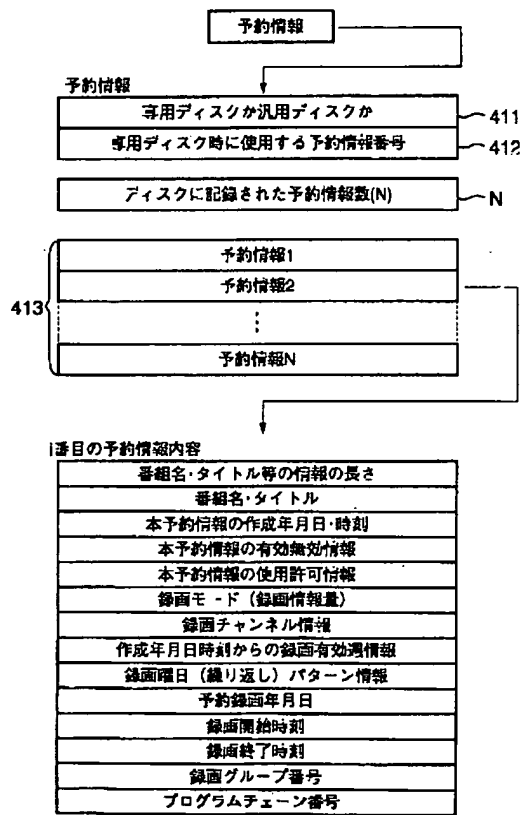 予約情報
予約情報
専用ディスクか汎用ディスクか
411
専用ディスク時に使用する予約情報番号
412
ディスクに記録された予約情報数(N)
N
予約情報1
予約情報2
413
⋮
予約情報N
i番目の予約情報内容
番組名・タイトル等の情報の長さ
番組名・タイトル
本予約情報の作成年月日・時刻
本予約情報の有効無効情報
本予約情報の使用許可情報
録画モード(録画情報量)
録画チャンネル情報
作成年月日時刻からの録画有効週情報
録画曜日(繰り返し)パターン情報
予約録画年月日
録画開始時刻
録画終了時刻
録画グループ番号
プログラムチェーン番号